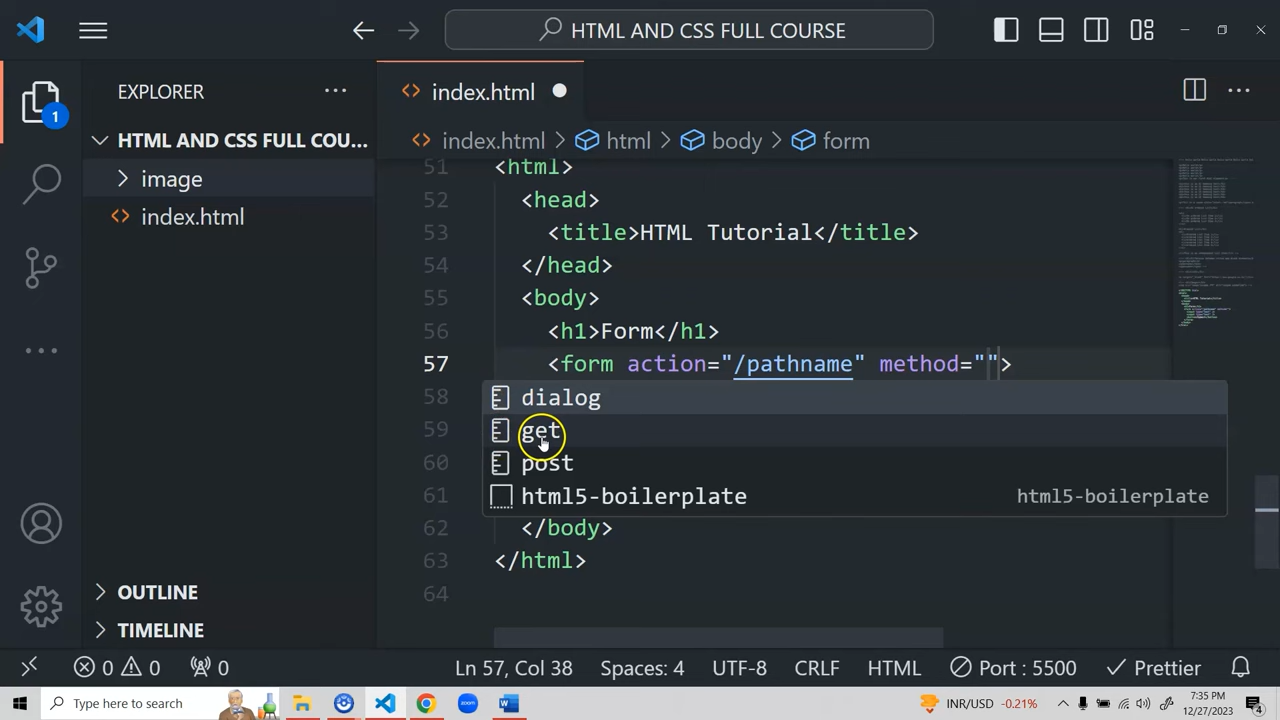 HTML AND CSS FULL COURSE
EXPLORER
index.html
1
HTML AND CSS FULL COU...
index.html > html > body > form
image
index.html
51 <html>
52 <head>
53 <title>HTML Tutorial</title>
54 </head>
55 <body>
56 <h1>Form</h1>
57 <form action="/pathname" method="">
58 dialog
59 get
60 post
61 html5-boilerplate html5-boilerplate
62 </body>
63 </html>
64
OUTLINE
TIMELINE
0 0 0 Ln 57, Col 38 Spaces: 4 UTF-8 CRLF HTML Port : 5500 Prettier
Type here to search INR/USD -0.21% 7:35 PM
12/27/2023 4